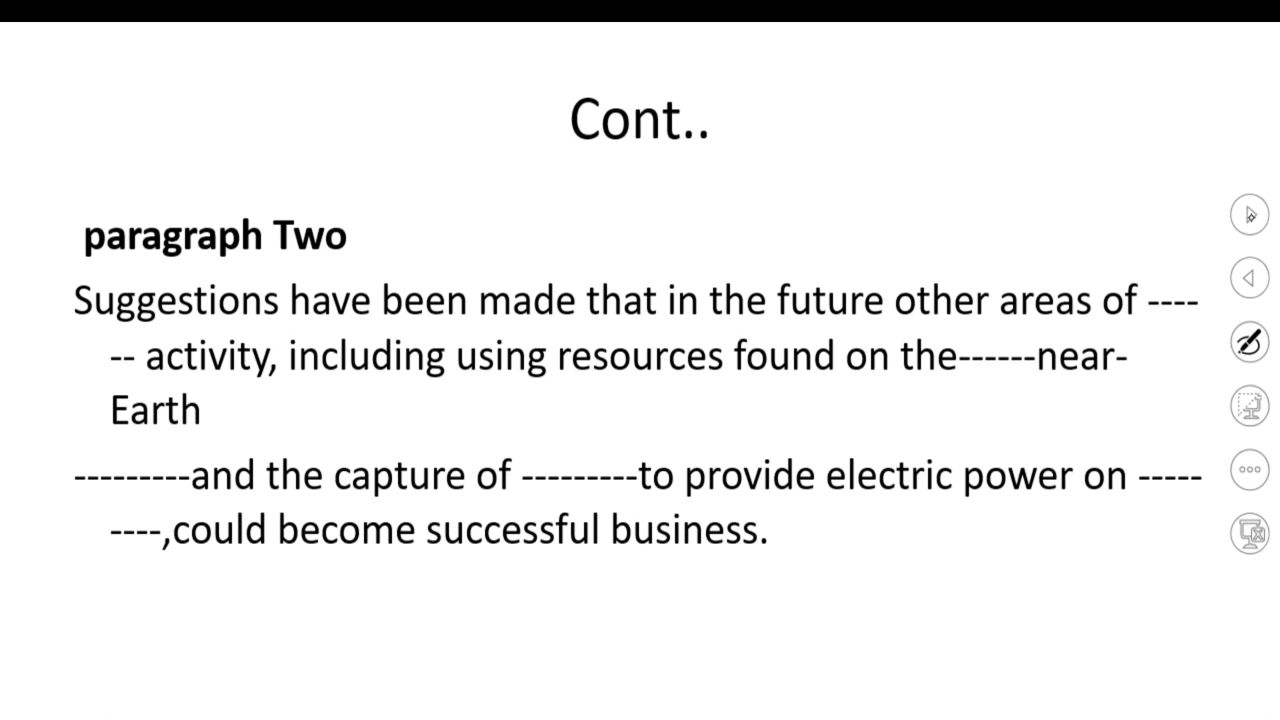 Cont..
paragraph Two
Suggestions have been made that in the future other areas of ----
-- activity, including using resources found on the------near-
Earth
---------and the capture of ---------to provide electric power on -----
----,could become successful business.